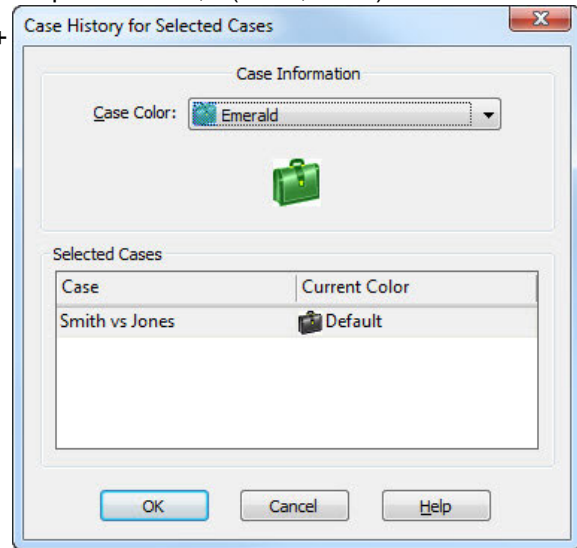 Case History for Selected Cases
+
Case Information
Case Color: Emerald
Selected Cases
Case Current Color
Smith vs Jones Default
OK Cancel Help